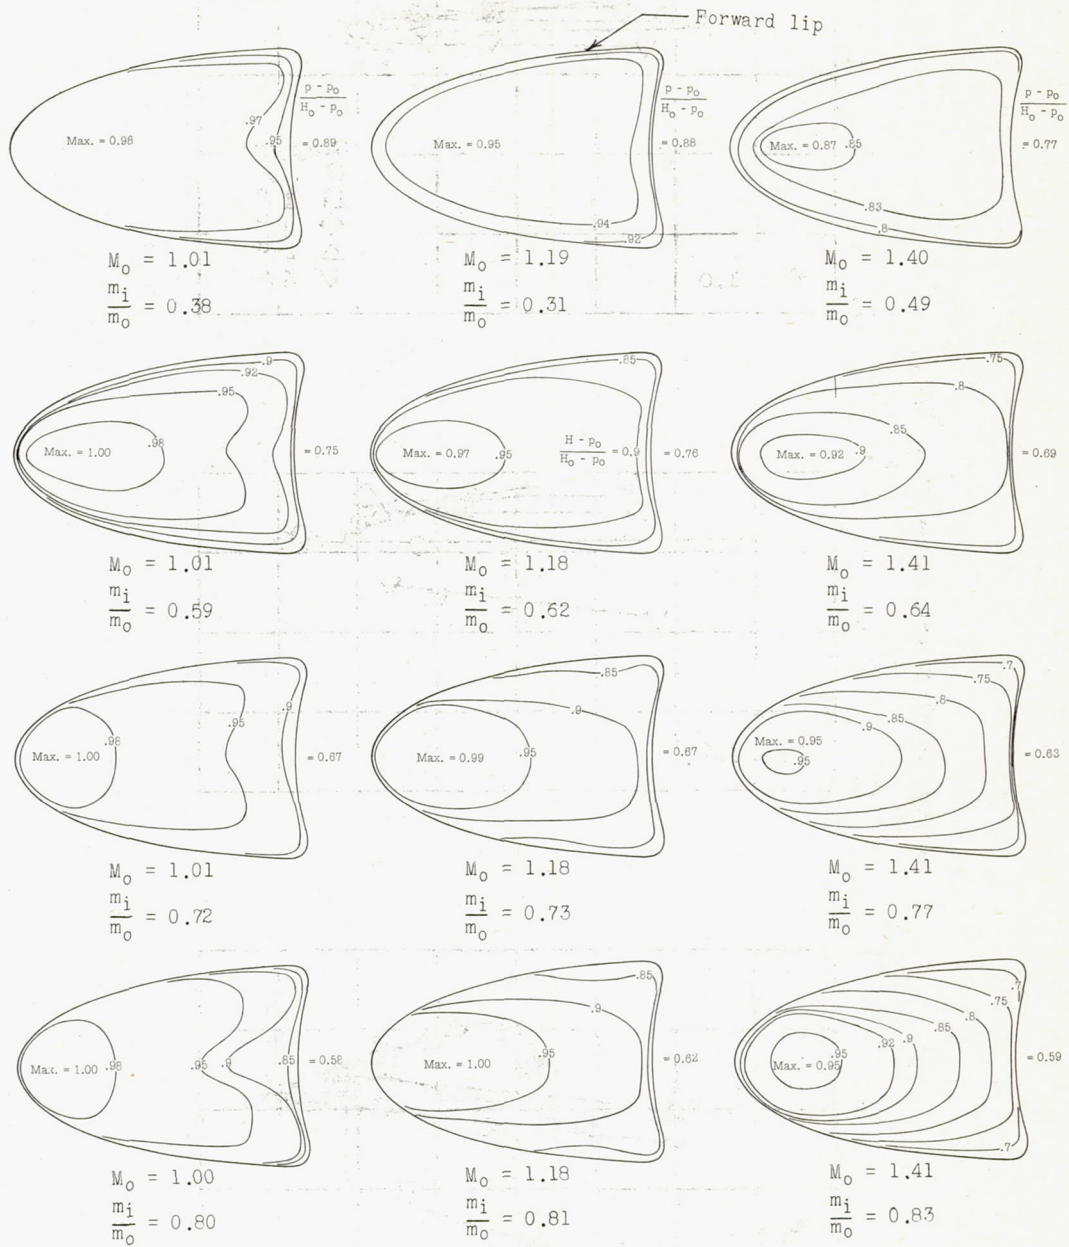 Forward lip
p - p₀ / H₀ - p₀ = 0.89
Max. = 0.98
.97
.95
M₀ = 1.01
mᵢ / m₀ = 0.38
p - p₀ / H₀ - p₀ = 0.88
Max. = 0.95
.94
.92
M₀ = 1.19
mᵢ / m₀ = 0.31
p - p₀ / H₀ - p₀ = 0.77
Max. = 0.87
.85
.83
.8
M₀ = 1.40
mᵢ / m₀ = 0.49
.9
.92
.95
Max. = 1.00
.98
= 0.75
M₀ = 1.01
mᵢ / m₀ = 0.59
.85
Max. = 0.97
.95
H - p₀ / H₀ - p₀ = 0.9
= 0.76
M₀ = 1.18
mᵢ / m₀ = 0.62
.75
.8
.85
Max. = 0.92
.9
= 0.69
M₀ = 1.41
mᵢ / m₀ = 0.64
.9
.95
.98
Max. = 1.00
= 0.67
M₀ = 1.01
mᵢ / m₀ = 0.72
.85
.9
.95
Max. = 0.99
= 0.67
M₀ = 1.18
mᵢ / m₀ = 0.73
.7
.75
.8
.85
.9
Max. = 0.95
.95
= 0.63
M₀ = 1.41
mᵢ / m₀ = 0.77
Max. = 1.00
.98
.95
.9
.85
= 0.58
M₀ = 1.00
mᵢ / m₀ = 0.80
.85
.9
.95
Max. = 1.00
= 0.62
M₀ = 1.18
mᵢ / m₀ = 0.81
.7
.75
.8
.85
.9
.92
.95
Max. = 0.95
= 0.59
.7
M₀ = 1.41
mᵢ / m₀ = 0.83